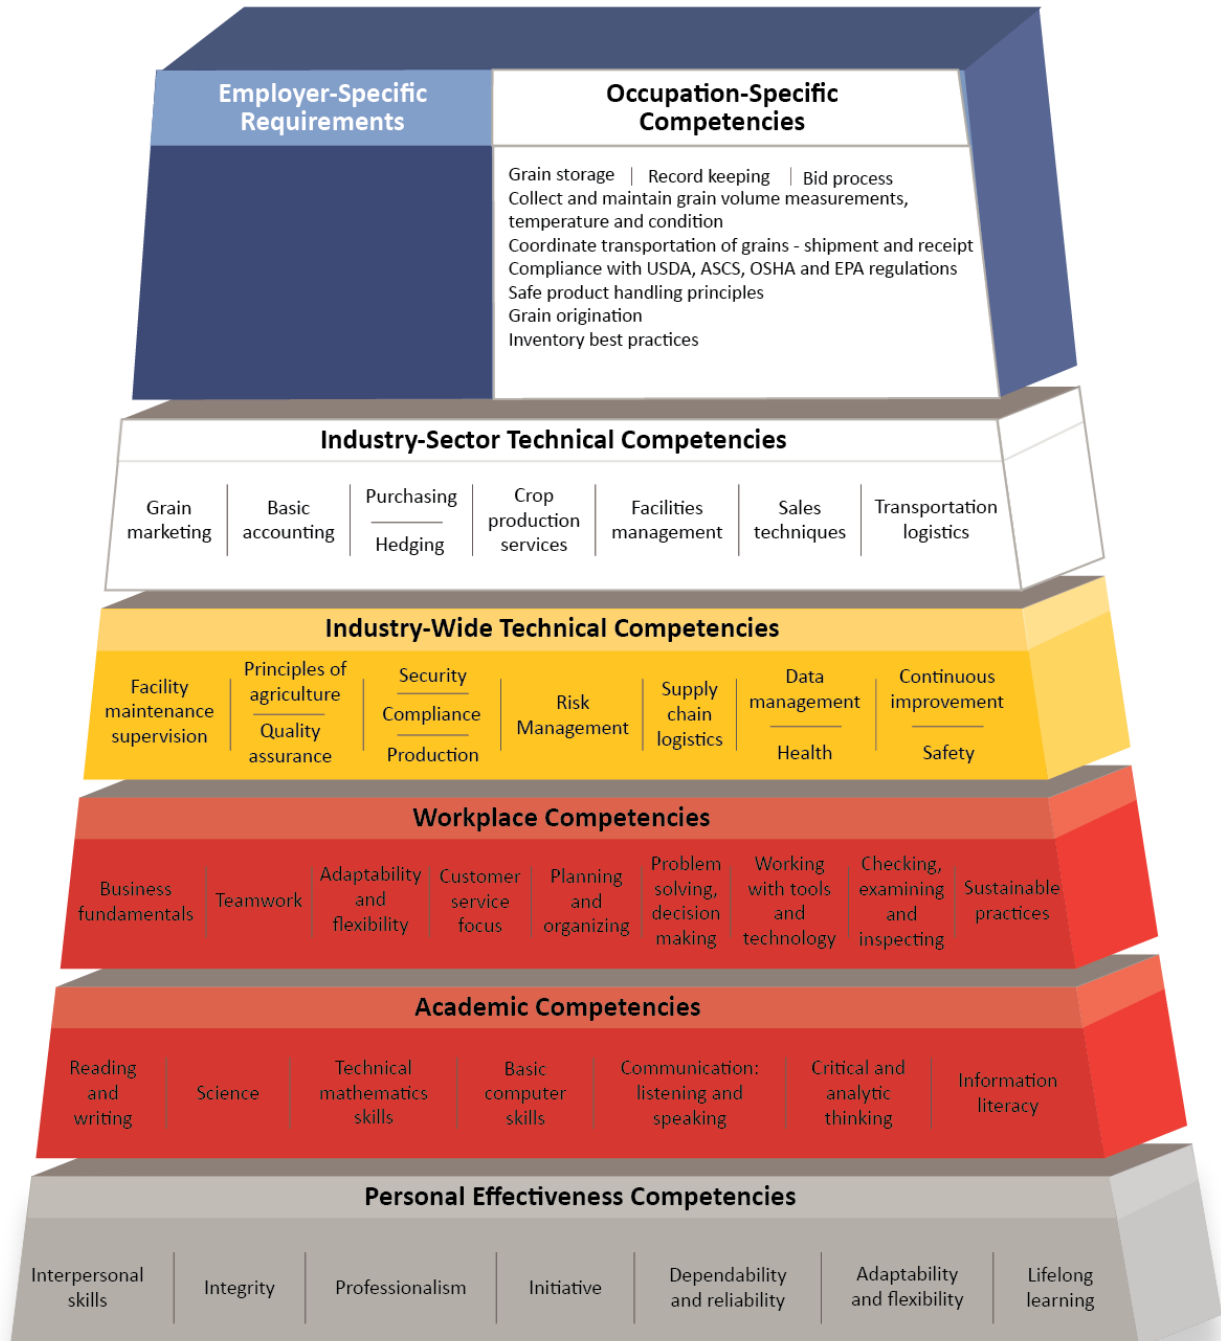 Employer-Specific
Requirements
Occupation-Specific
Competencies
Grain storage | Record keeping | Bid process
Collect and maintain grain volume measurements,
temperature and condition
Coordinate transportation of grains - shipment and receipt
Compliance with USDA, ASCS, OSHA and EPA regulations
Safe product handling principles
Grain origination
Inventory best practices
Industry-Sector Technical Competencies
Grain
marketing
Basic
accounting
Purchasing
Hedging
Crop
production
services
Facilities
management
Sales
techniques
Transportation
logistics
Industry-Wide Technical Competencies
Facility
maintenance
supervision
Principles of
agriculture
Quality
assurance
Security
Compliance
Production
Risk
Management
Supply
chain
logistics
Data
management
Health
Continuous
improvement
Safety
Workplace Competencies
Business
fundamentals
Teamwork
Adaptability
and
flexibility
Customer
service
focus
Planning
and
organizing
Problem
solving,
decision
making
Working
with tools
and
technology
Checking,
examining
and
inspecting
Sustainable
practices
Academic Competencies
Reading
and
writing
Science
Technical
mathematics
skills
Basic
computer
skills
Communication:
listening and
speaking
Critical and
analytic
thinking
Information
literacy
Personal Effectiveness Competencies
Interpersonal
skills
Integrity
Professionalism
Initiative
Dependability
and reliability
Adaptability
and flexibility
Lifelong
learning